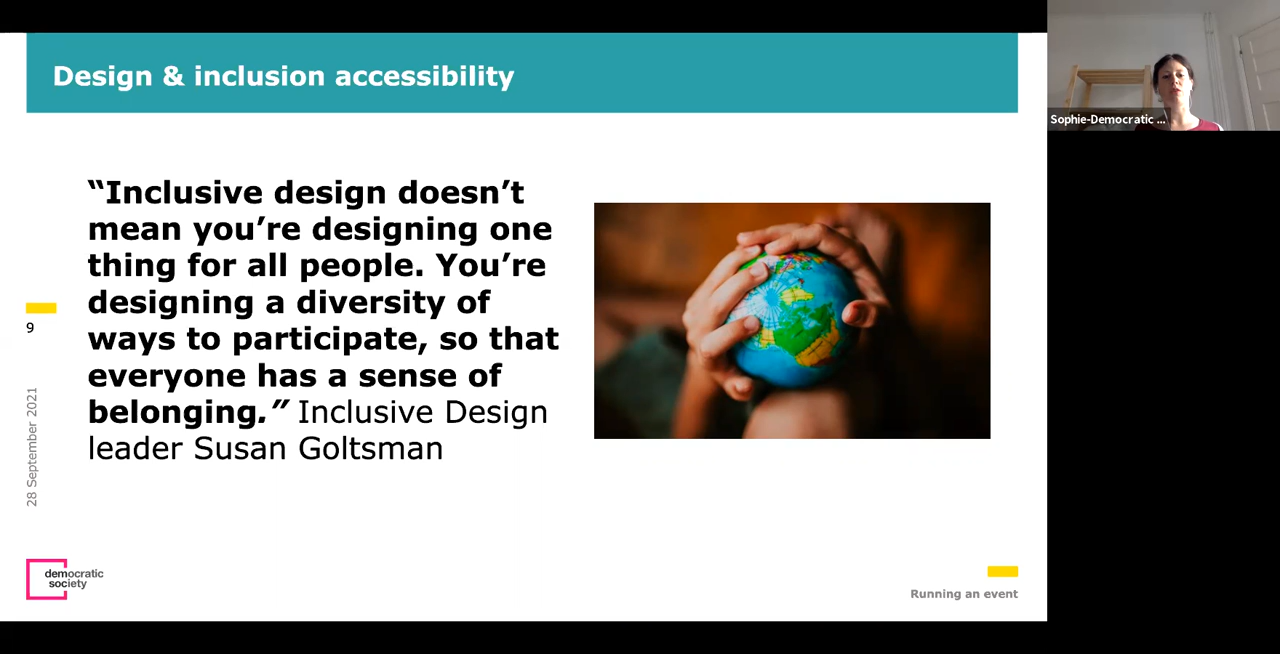 Design & inclusion accessibility
“Inclusive design doesn’t
mean you’re designing one
thing for all people. You’re
designing a diversity of
ways to participate, so that
everyone has a sense of
belonging.” Inclusive Design
leader Susan Goltsman
9
28 September 2021
democratic
society
Running an event
Sophie-Democratic ...